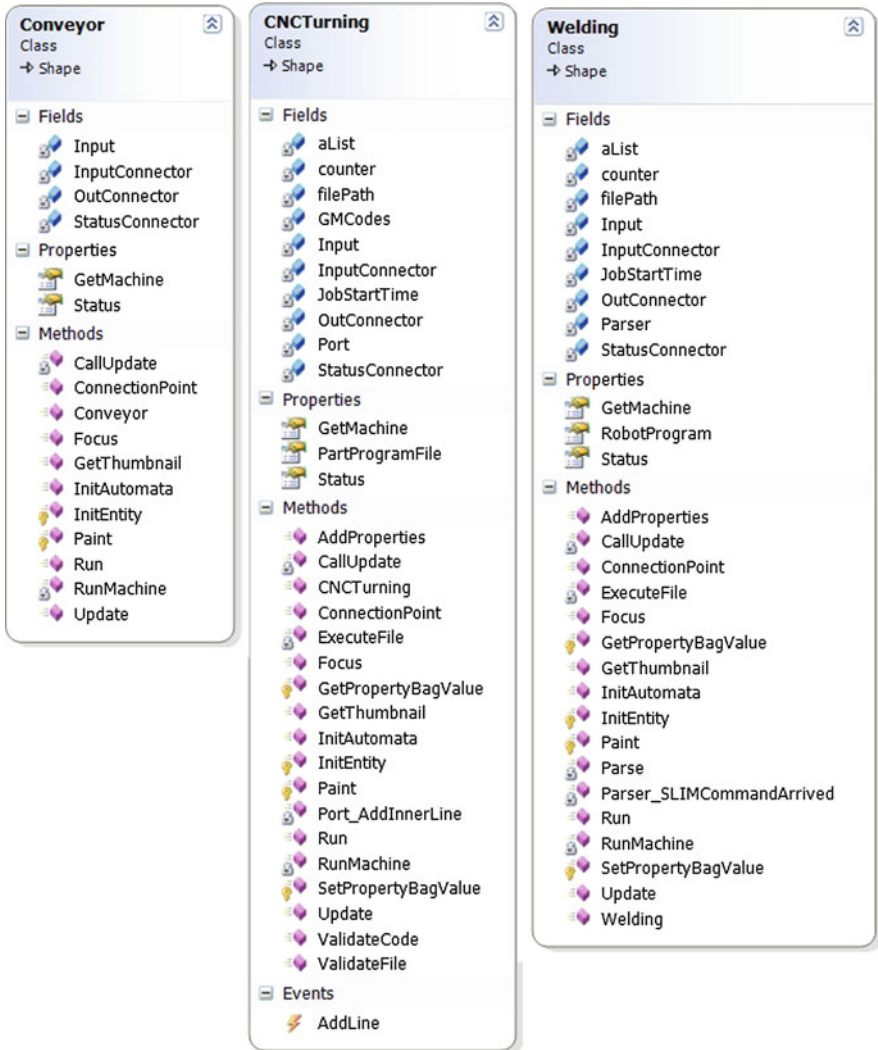 Conveyor
Class
Shape
Fields
Input
InputConnector
OutConnector
StatusConnector
Properties
GetMachine
Status
Methods
CallUpdate
ConnectionPoint
Conveyor
Focus
GetThumbnail
InitAutomata
InitEntity
Paint
Run
RunMachine
Update
CNCTurning
Class
Shape
Fields
aList
counter
filePath
GMCodes
Input
InputConnector
JobStartTime
OutConnector
Port
StatusConnector
Properties
GetMachine
PartProgramFile
Status
Methods
AddProperties
CallUpdate
CNCTurning
ConnectionPoint
ExecuteFile
Focus
GetPropertyBagValue
GetThumbnail
InitAutomata
InitEntity
Paint
Port_AddInnerLine
Run
RunMachine
SetPropertyBagValue
Update
ValidateCode
ValidateFile
Events
AddLine
Welding
Class
Shape
Fields
aList
counter
filePath
Input
InputConnector
JobStartTime
OutConnector
Parser
StatusConnector
Properties
GetMachine
RobotProgram
Status
Methods
AddProperties
CallUpdate
ConnectionPoint
ExecuteFile
Focus
GetPropertyBagValue
GetThumbnail
InitAutomata
InitEntity
Paint
Parse
Parser_SLIMCommandArrived
Run
RunMachine
SetPropertyBagValue
Update
Welding